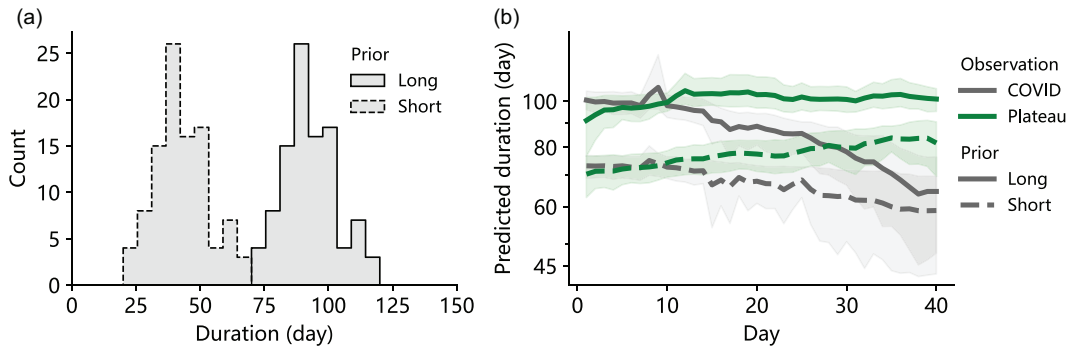 (a)
Count
25
20
15
10
5
0
0 25 50 75 100 125 150
Duration (day)
Prior
Long
Short
(b)
Predicted duration (day)
100
80
60
45
0 10 20 30 40
Day
Observation
COVID
Plateau
Prior
Long
Short